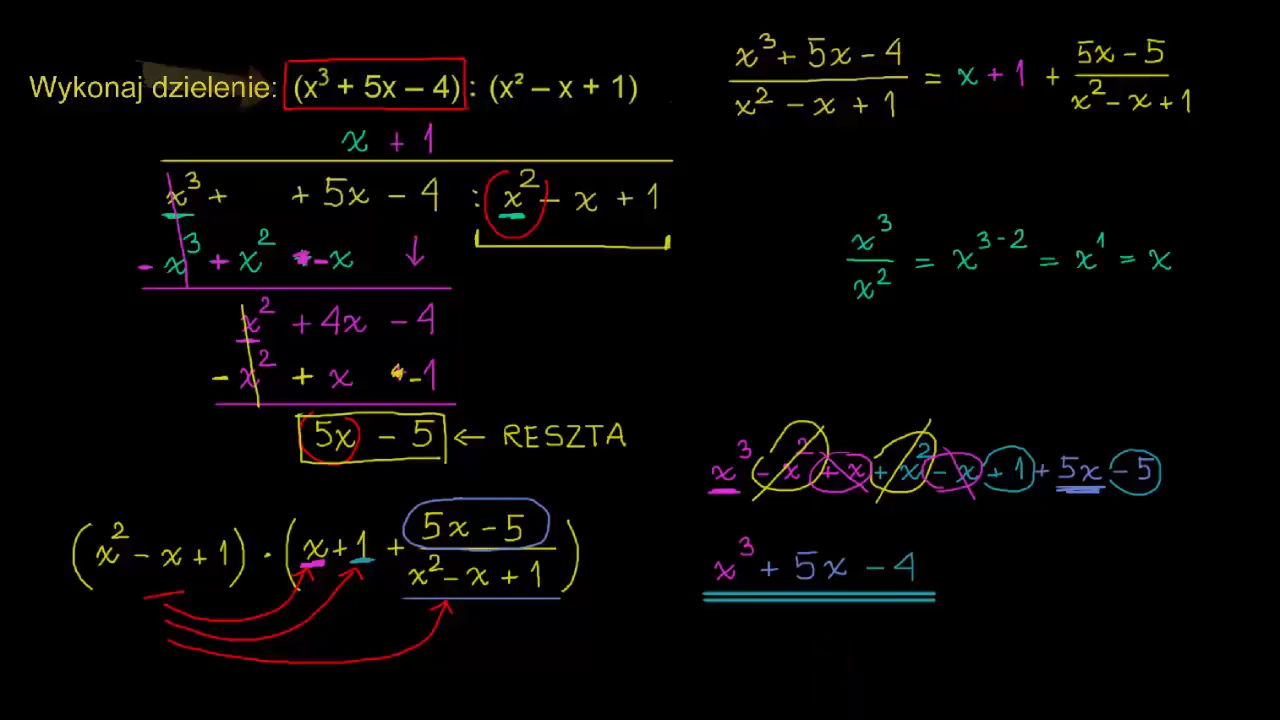 Wykonaj dzielenie: (x³ + 5x – 4) : (x² – x + 1)
x + 1
x³ + + 5x - 4 : x² - x + 1
- x³ + x² - x ↓
x² + 4x - 4
- x² + x - 1
5x - 5 ← RESZTA
(x² - x + 1) · (x + 1 + (5x - 5)/(x² - x + 1))
(x³ + 5x - 4)/(x² - x + 1) = x + 1 + (5x - 5)/(x² - x + 1)
x³/x² = x³⁻² = x¹ = x
x³ - x² + x + x² - x + 1 + 5x - 5
x³ + 5x - 4